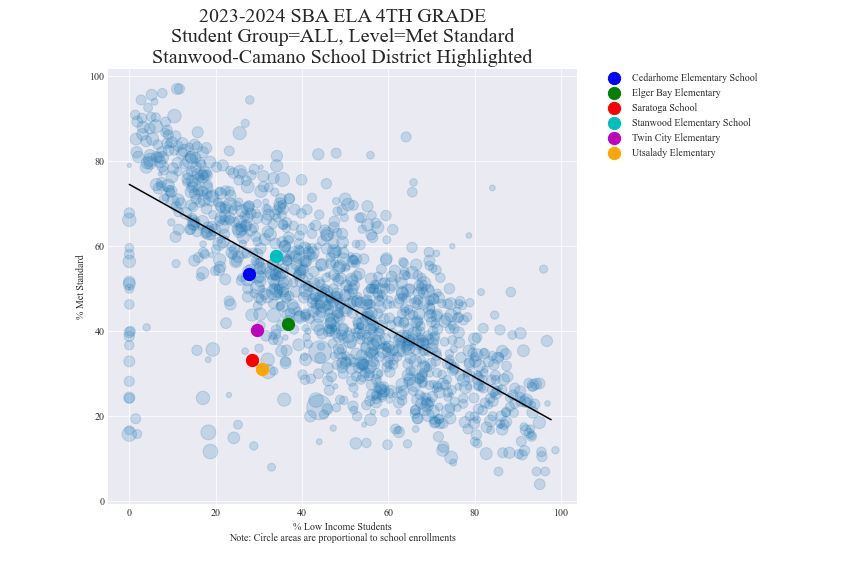 2023-2024 SBA ELA 4TH GRADE
Student Group=ALL, Level=Met Standard
Stanwood-Camano School District Highlighted
Cedarhome Elementary School
Elger Bay Elementary
Saratoga School
Stanwood Elementary School
Twin City Elementary
Utsalady Elementary
% Met Standard
100
80
60
40
20
0
0 20 40 60 80 100
% Low Income Students
Note: Circle areas are proportional to school enrollments